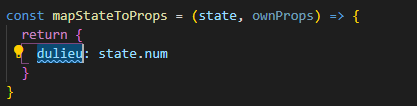 const mapStateToProps = (state, ownProps) => {
  return {
    dulieu: state.num
  }
}